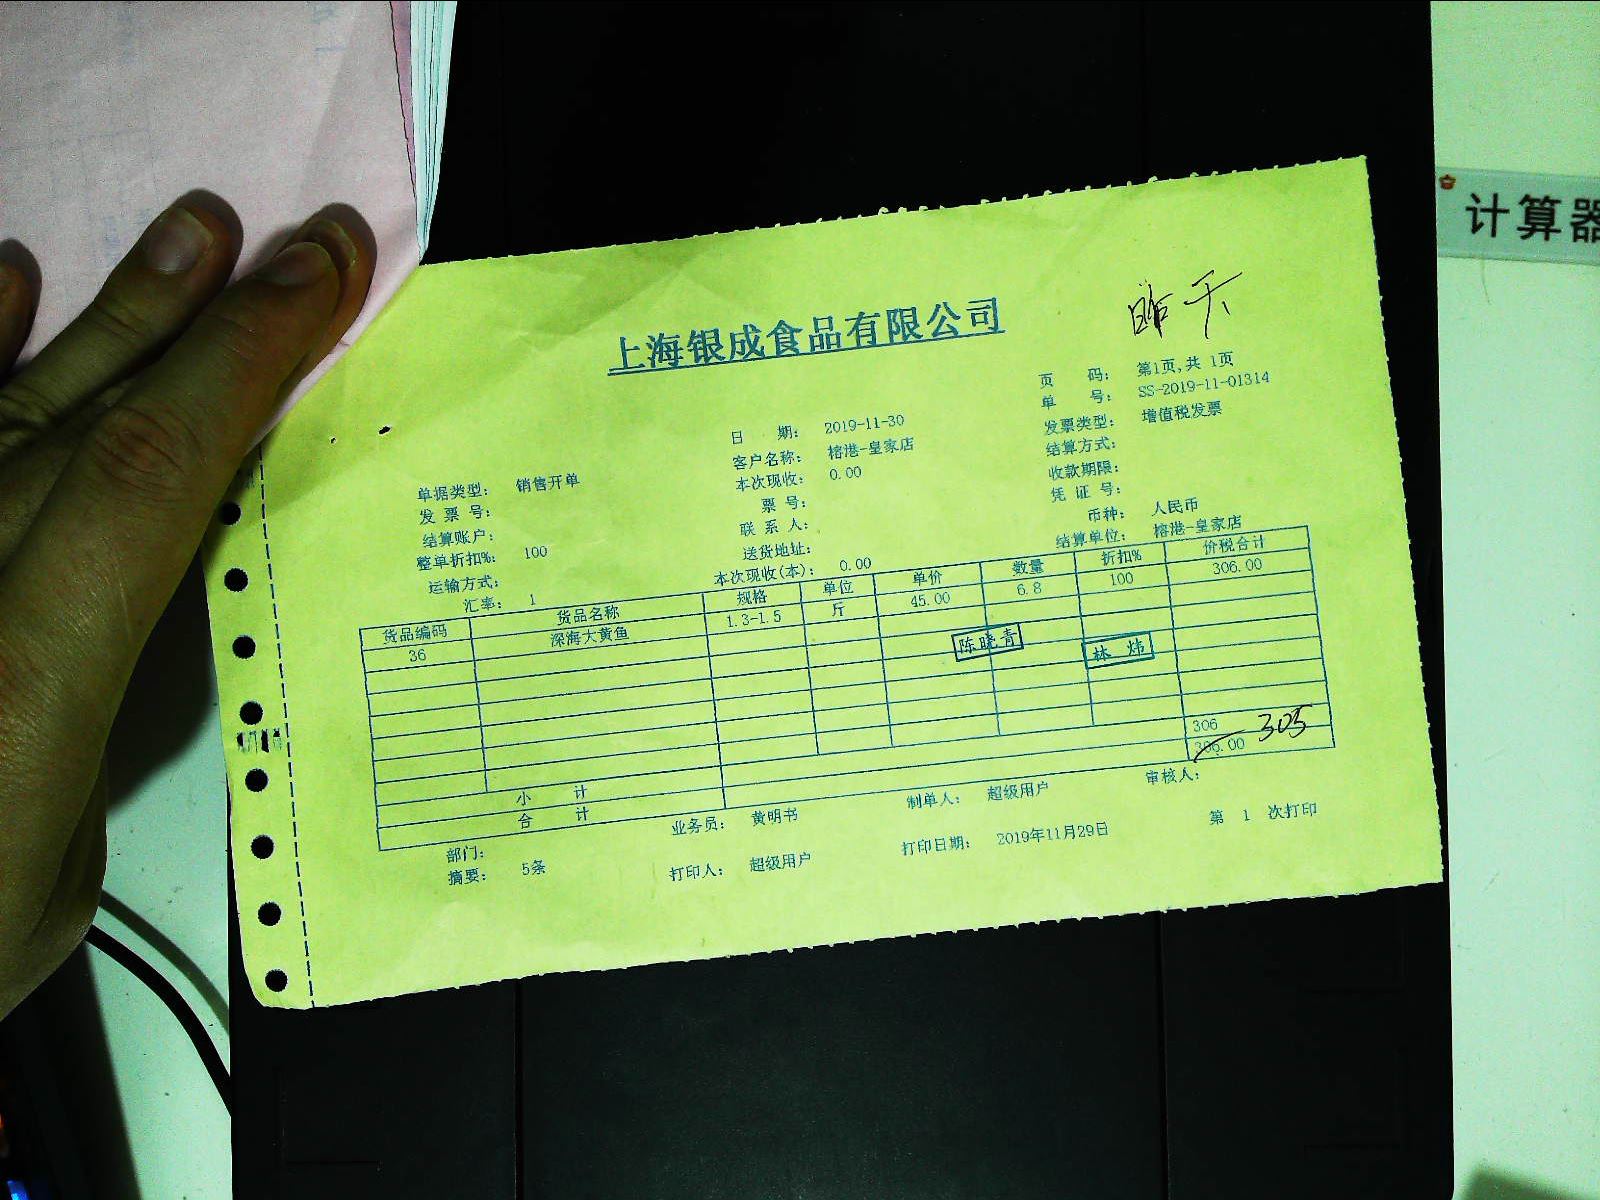 计算器
昨天
上海银成食品有限公司
页 码： 第1页,共 1页
单 号： SS-2019-11-01314
日 期： 2019-11-30
发票类型： 增值税发票
客户名称： 榕港-皇家店
结算方式：
单据类型： 销售开单
本次现收： 0.00
收款期限：
发 票 号：
票 号：
凭 证 号：
结算账户：
联 系 人：
币种： 人民币
整单折扣%： 100
送货地址：
结算单位： 榕港-皇家店
运输方式：
本次现收(本)： 0.00
汇率： 1
货品编码 货品名称 规格 单位 单价 数量 折扣% 价税合计
36 深海大黄鱼 1.3-1.5 斤 45.00 6.8 100 306.00
陈晓青
林炜
小 计 306
合 计 306.00 305
部门： 业务员： 黄明书 制单人： 超级用户 审核人：
摘要： 5条 打印人： 超级用户 打印日期： 2019年11月29日 第 1 次打印